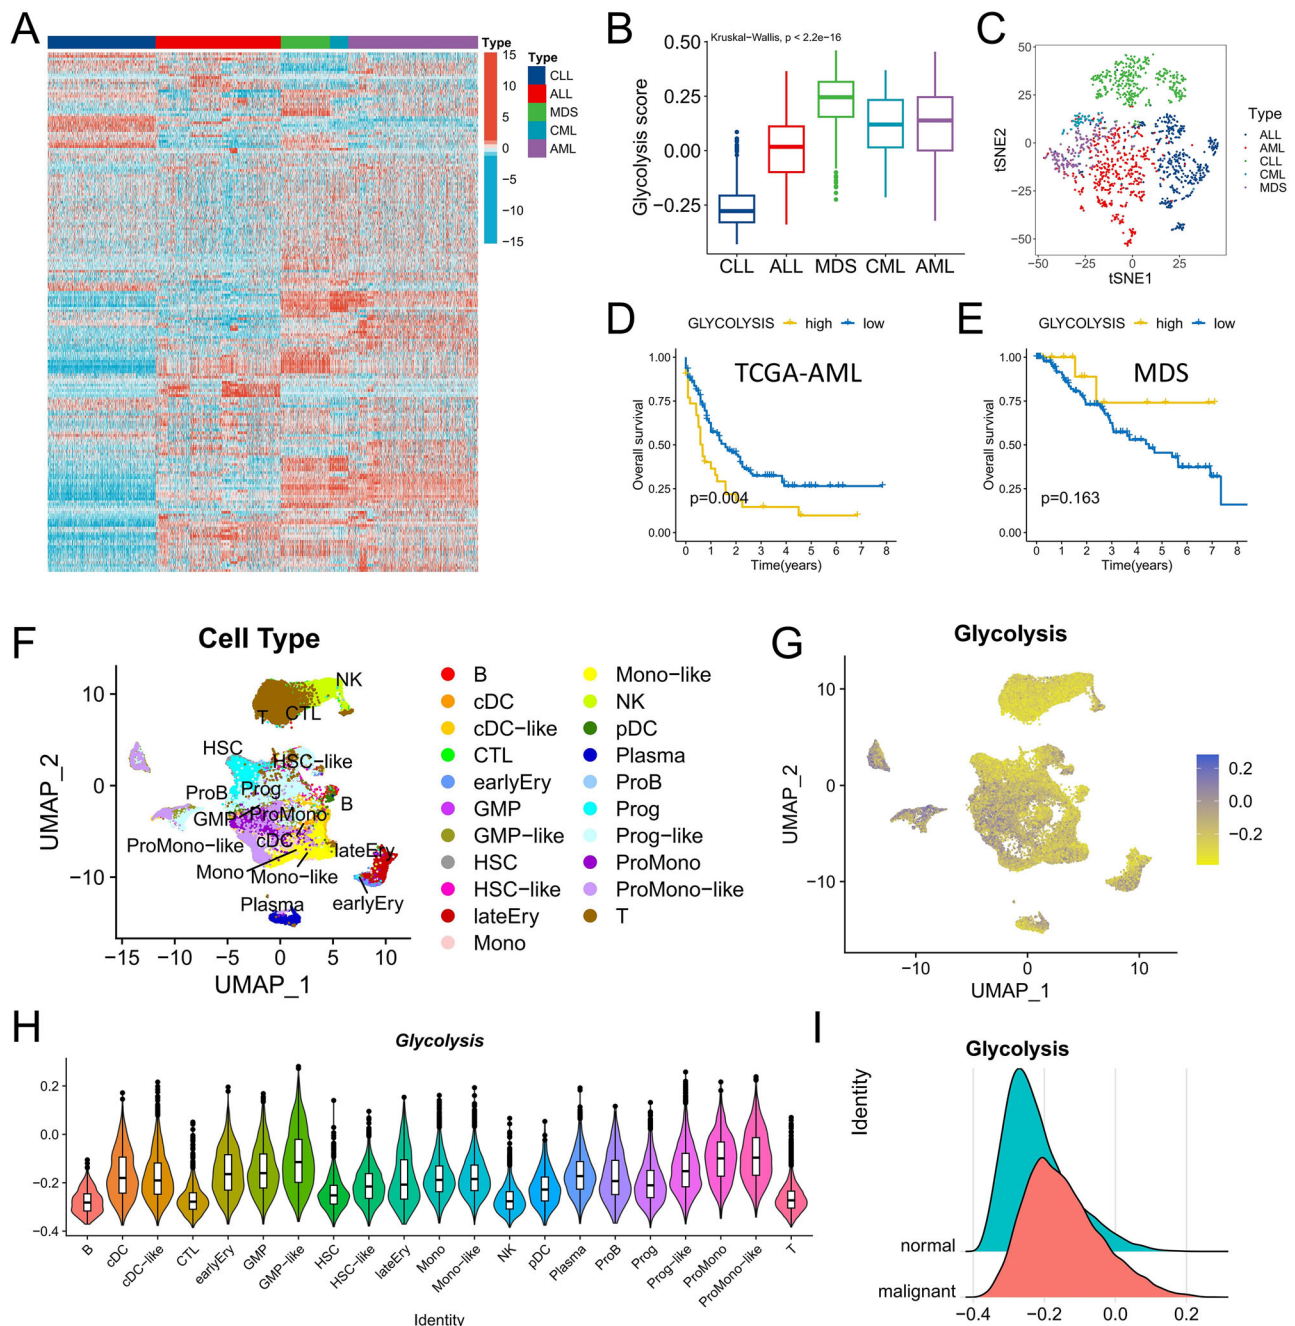 A
Type
15
10
5
0
−5
−10
−15
Type
CLL
ALL
MDS
CML
AML
B
Kruskal−Wallis, p < 2.2e−16
Glycolysis score
0.50
0.25
0.00
−0.25
CLL ALL MDS CML AML
C
tSNE2
50
25
0
−25
−50
−50 −25 0 25
tSNE1
Type
ALL
AML
CLL
CML
MDS
D
GLYCOLYSIS high low
TCGA-AML
Overall survival
1.00
0.75
0.50
0.25
0.00
p=0.004
0 1 2 3 4 5 6 7 8
Time(years)
E
GLYCOLYSIS high low
MDS
Overall survival
1.00
0.75
0.50
0.25
0.00
p=0.163
0 1 2 3 4 5 6 7 8
Time(years)
F
Cell Type
UMAP_2
10
0
−10
NK
T CTL
HSC
HSC−like
ProB Prog
B
GMP ProMono
ProMono−like cDC
lateEry
Mono
Mono−like
Plasma
earlyEry
−15 −10 −5 0 5 10
UMAP_1
B
cDC
cDC−like
CTL
earlyEry
GMP
GMP−like
HSC
HSC−like
lateEry
Mono
Mono−like
NK
pDC
Plasma
ProB
Prog
Prog−like
ProMono
ProMono−like
T
G
Glycolysis
UMAP_2
10
0
−10
−10 0 10
UMAP_1
0.2
0.0
−0.2
H
Glycolysis
0.2
0.0
−0.2
−0.4
B
cDC
cDC−like
CTL
earlyEry
GMP
GMP−like
HSC
HSC−like
lateEry
Mono
Mono−like
NK
pDC
Plasma
ProB
Prog
Prog−like
ProMono
ProMono−like
T
Identity
I
Glycolysis
Identity
normal
malignant
−0.4 −0.2 0.0 0.2